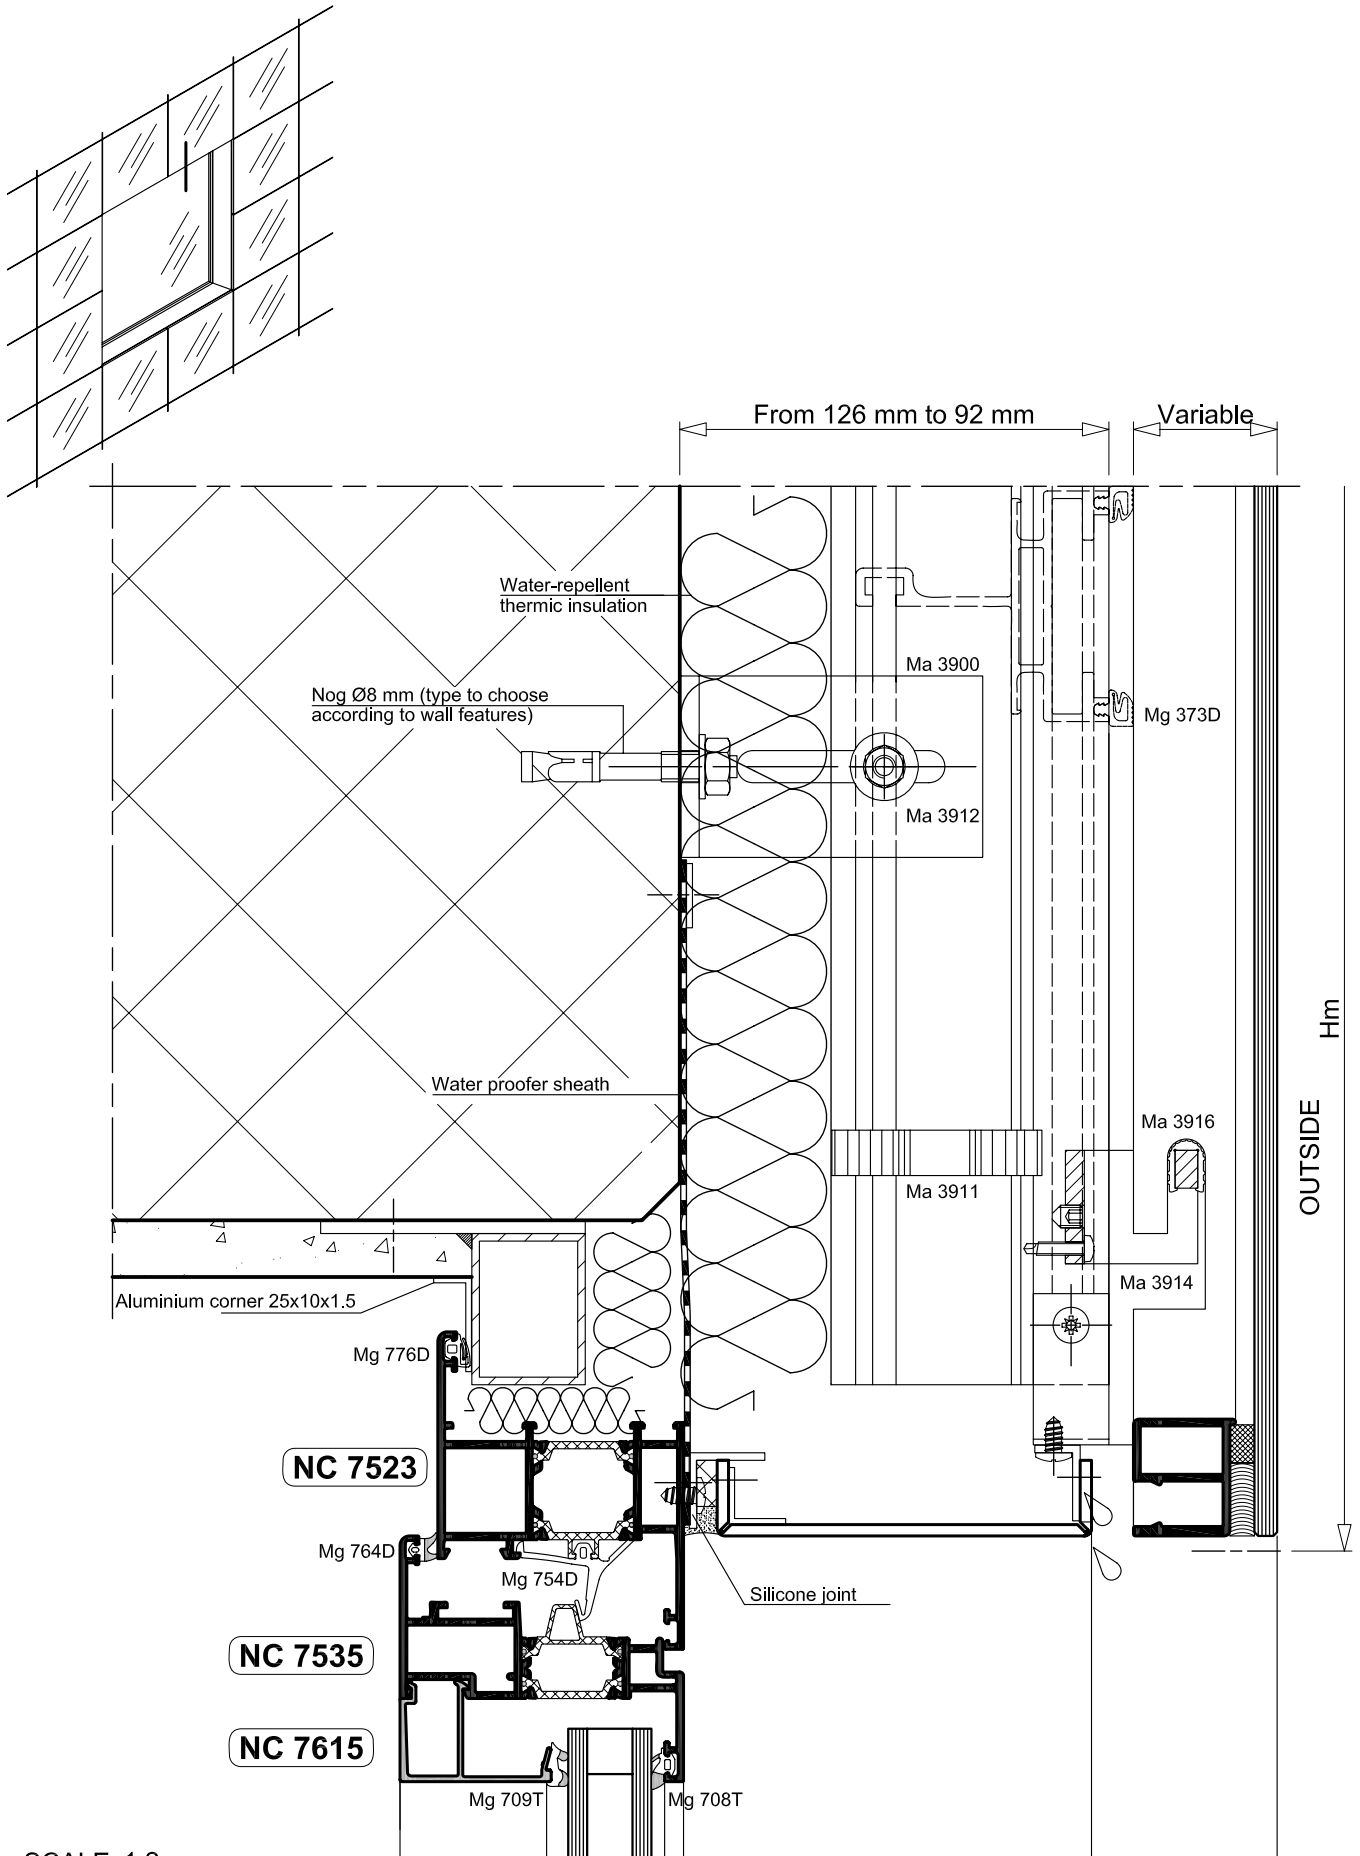 From 126 mm to 92 mm
Variable
Water-repellent
thermic insulation
Ma 3900
Nog Ø8 mm (type to choose
according to wall features)
Mg 373D
Ma 3912
Hm
Water proofer sheath
OUTSIDE
Ma 3916
Ma 3911
Ma 3914
Aluminium corner 25x10x1.5
Mg 776D
NC 7523
Mg 764D
Mg 754D
Silicone joint
NC 7535
NC 7615
Mg 709T
Mg 708T